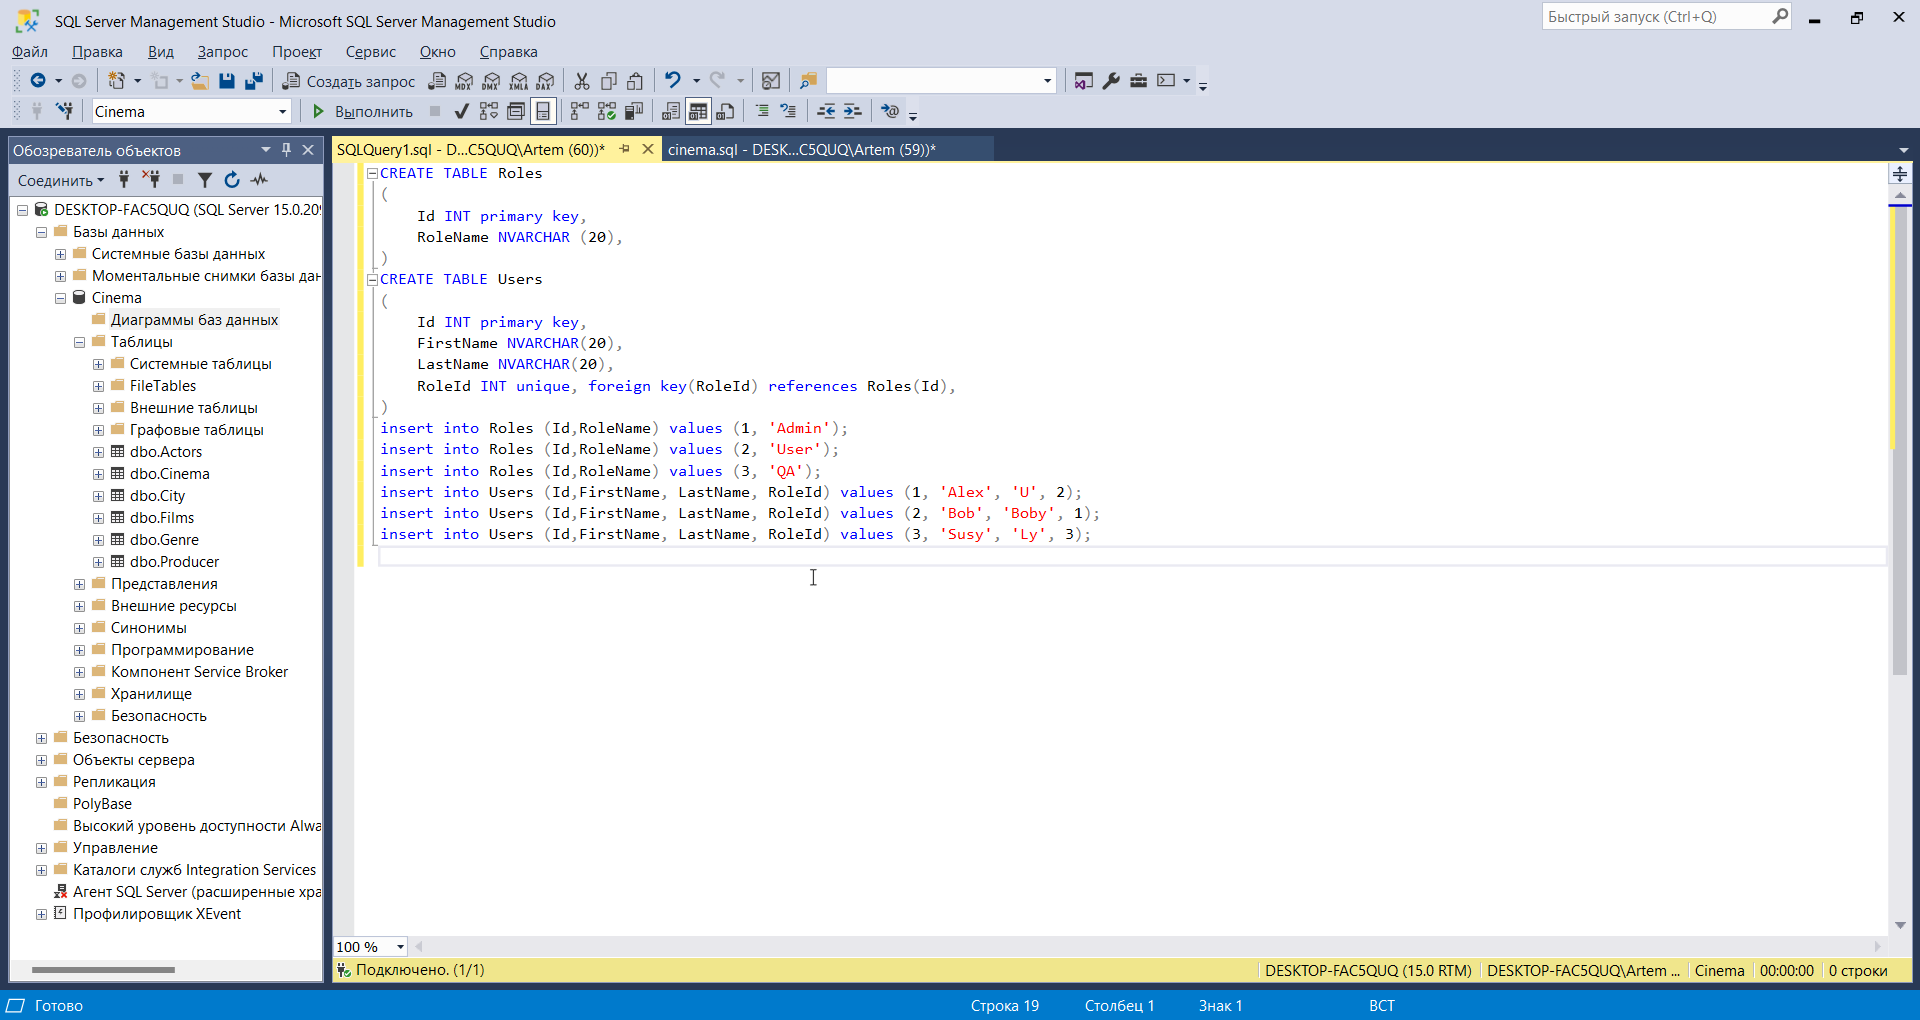 SQL Server Management Studio - Microsoft SQL Server Management Studio
Быстрый запуск (Ctrl+Q)
Файл Правка Вид Запрос Проект Сервис Окно Справка
Создать запрос MDX DMX XMLA DAX
Cinema Выполнить
Обозреватель объектов
Соединить
DESKTOP-FAC5QUQ (SQL Server 15.0.209
Базы данных
Системные базы данных
Моментальные снимки базы дан
Cinema
Диаграммы баз данных
Таблицы
Системные таблицы
FileTables
Внешние таблицы
Графовые таблицы
dbo.Actors
dbo.Cinema
dbo.City
dbo.Films
dbo.Genre
dbo.Producer
Представления
Внешние ресурсы
Синонимы
Программирование
Компонент Service Broker
Хранилище
Безопасность
Безопасность
Объекты сервера
Репликация
PolyBase
Высокий уровень доступности Alwa
Управление
Каталоги служб Integration Services
Агент SQL Server (расширенные хра
Профилировщик XEvent
SQLQuery1.sql - D...C5QUQ\Artem (60))* cinema.sql - DESK...C5QUQ\Artem (59))*
CREATE TABLE Roles
(
Id INT primary key,
RoleName NVARCHAR (20),
)
CREATE TABLE Users
(
Id INT primary key,
FirstName NVARCHAR(20),
LastName NVARCHAR(20),
RoleId INT unique, foreign key(RoleId) references Roles(Id),
)
insert into Roles (Id,RoleName) values (1, 'Admin');
insert into Roles (Id,RoleName) values (2, 'User');
insert into Roles (Id,RoleName) values (3, 'QA');
insert into Users (Id,FirstName, LastName, RoleId) values (1, 'Alex', 'U', 2);
insert into Users (Id,FirstName, LastName, RoleId) values (2, 'Bob', 'Boby', 1);
insert into Users (Id,FirstName, LastName, RoleId) values (3, 'Susy', 'Ly', 3);
100 %
Подключено. (1/1) DESKTOP-FAC5QUQ (15.0 RTM) DESKTOP-FAC5QUQ\Artem ... Cinema 00:00:00 0 строки
Готово Строка 19 Столбец 1 Знак 1 ВСТ